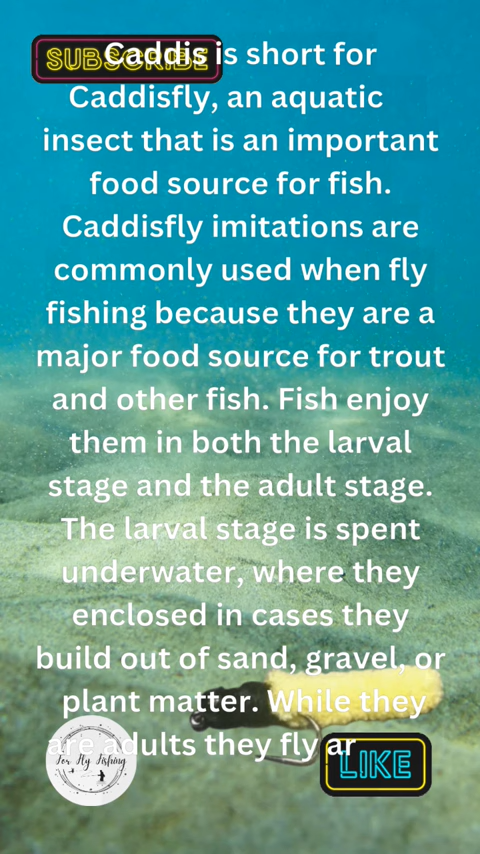 SUBSCRIBE
Caddis is short for
Caddisfly, an aquatic
insect that is an important
food source for fish.
Caddisfly imitations are
commonly used when fly
fishing because they are a
major food source for trout
and other fish. Fish enjoy
them in both the larval
stage and the adult stage.
The larval stage is spent
underwater, where they
enclosed in cases they
build out of sand, gravel, or
plant matter. While they
are adults they fly ar
For Fly Fishing
LIKE